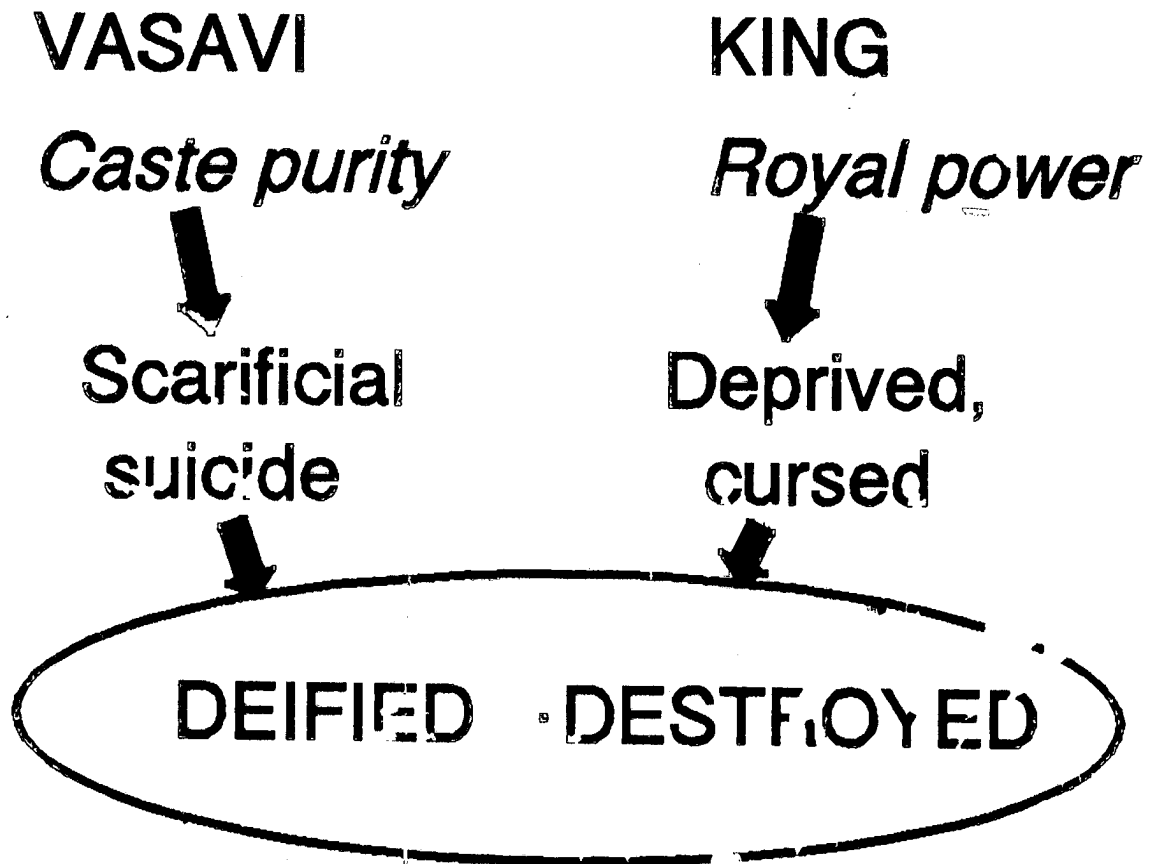 VASAVI KING
Caste purity Royal power
Scarificial Deprived,
suicide cursed
DEIFIED DESTROYED